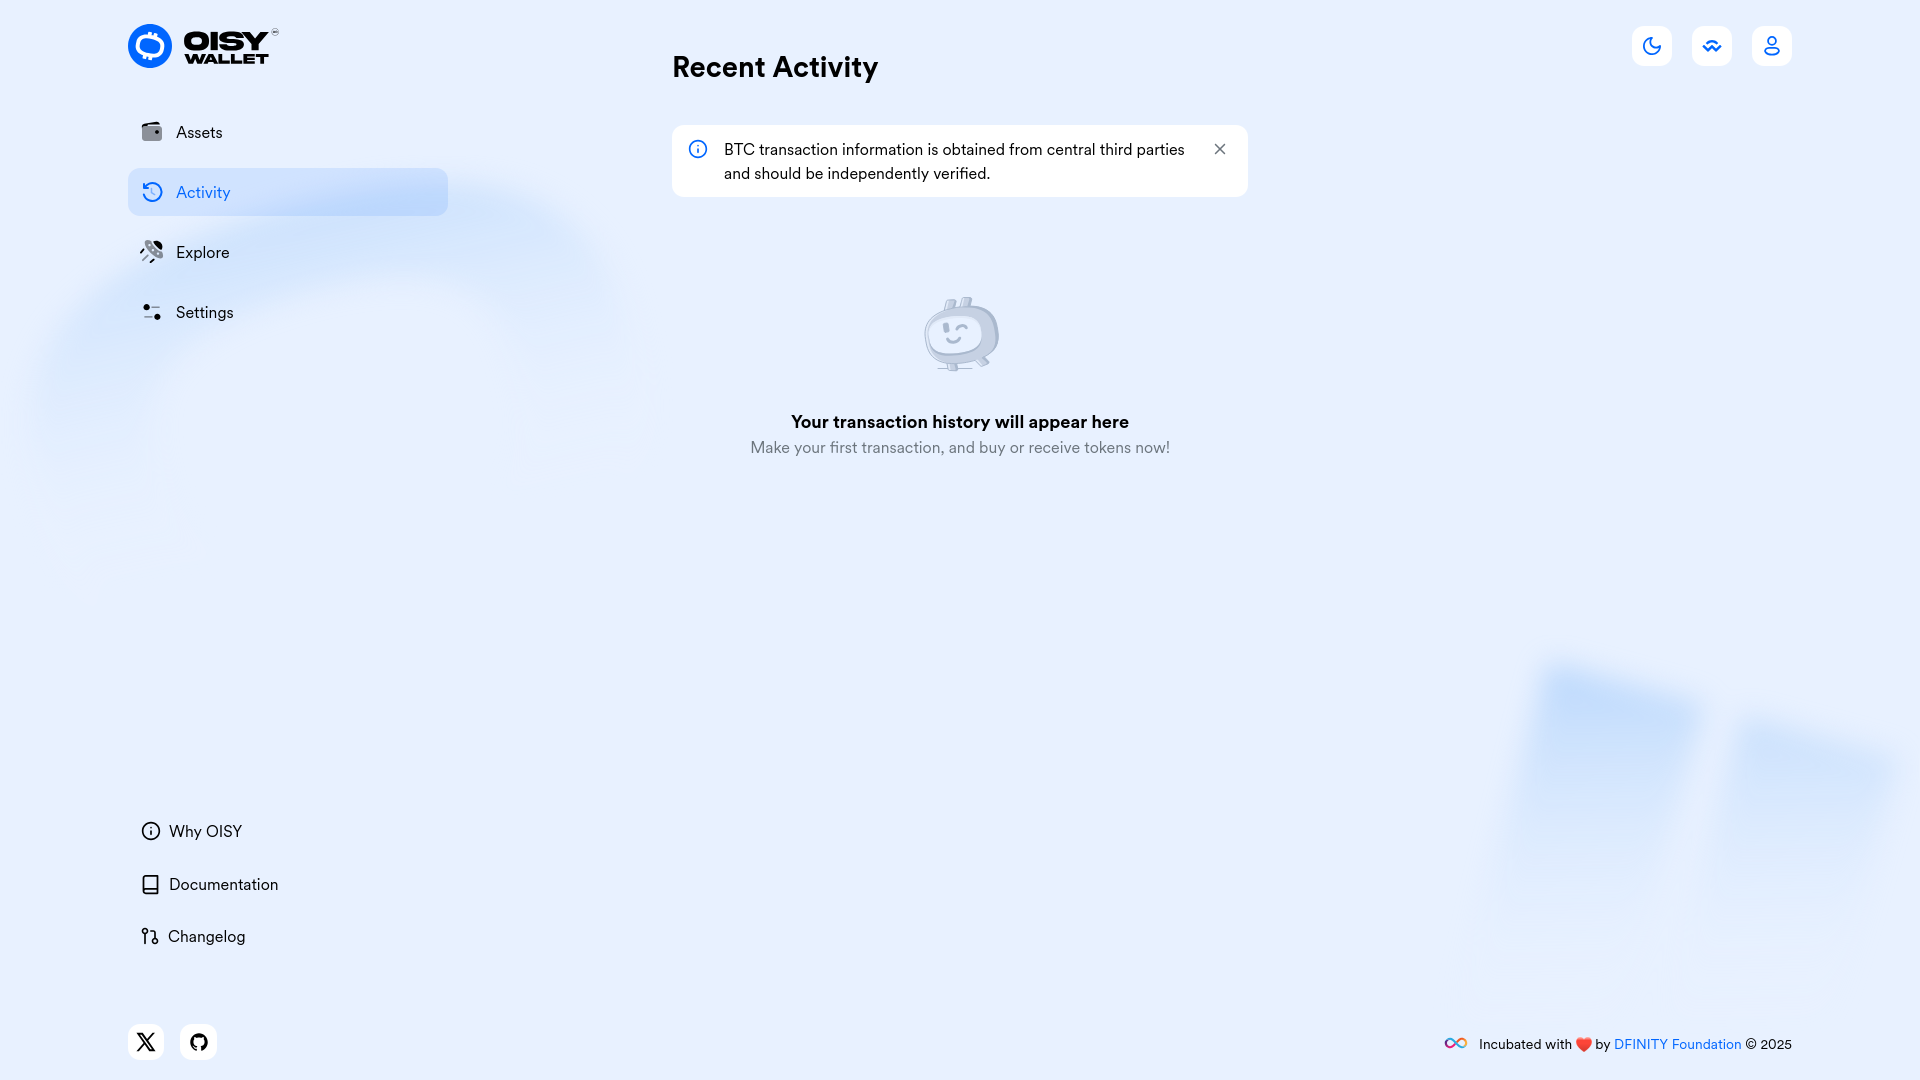 OISY
WALLET
Recent Activity
Assets
BTC transaction information is obtained from central third parties
and should be independently verified.
Activity
Explore
Settings
Your transaction history will appear here
Make your first transaction, and buy or receive tokens now!
Why OISY
Documentation
Changelog
Incubated with ❤️ by DFINITY Foundation © 2025